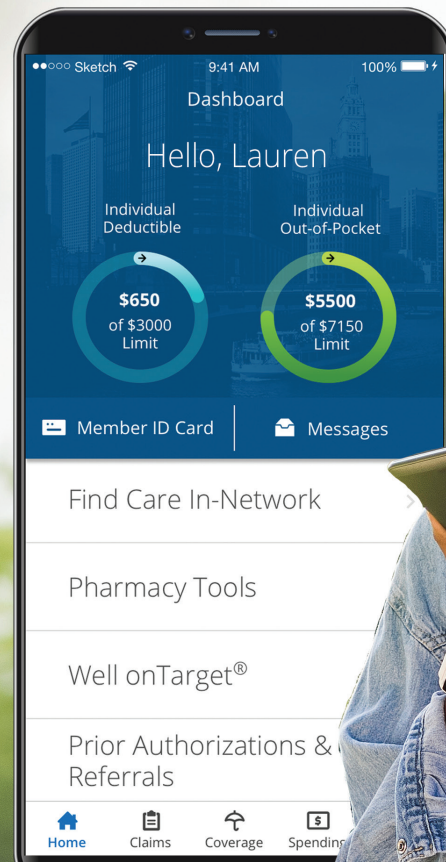 Sketch 9:41 AM 100%
Dashboard
Hello, Lauren
Individual
Deductible
Individual
Out-of-Pocket
$650
of $3000
Limit
$5500
of $7150
Limit
Member ID Card
Messages
Find Care In-Network
Pharmacy Tools
Well onTarget®
Prior Authorizations &
Referrals
Home Claims Coverage Spending